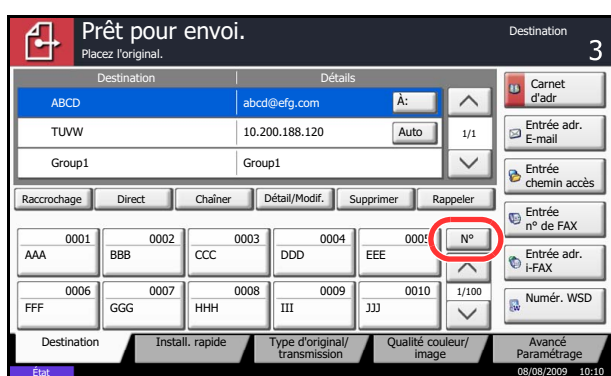 Prêt pour envoi.
Placez l'original.
Destination
3
Destination Détails
ABCD abcd@efg.com À:
TUVW 10.200.188.120 Auto 1/1
Group1 Group1
Carnet
d'adr
Entrée adr.
E-mail
Entrée
chemin accès
Entrée
n° de FAX
Entrée adr.
i-FAX
Numér. WSD
Raccrochage Direct Chaîner Détail/Modif. Supprimer Rappeler
0001 0002 0003 0004 0005 N°
AAA BBB CCC DDD EEE
0006 0007 0008 0009 0010 1/100
FFF GGG HHH III JJJ
Destination Install. rapide Type d'original/
transmission Qualité couleur/
image Avancé
Paramétrage
État 08/08/2009 10:10